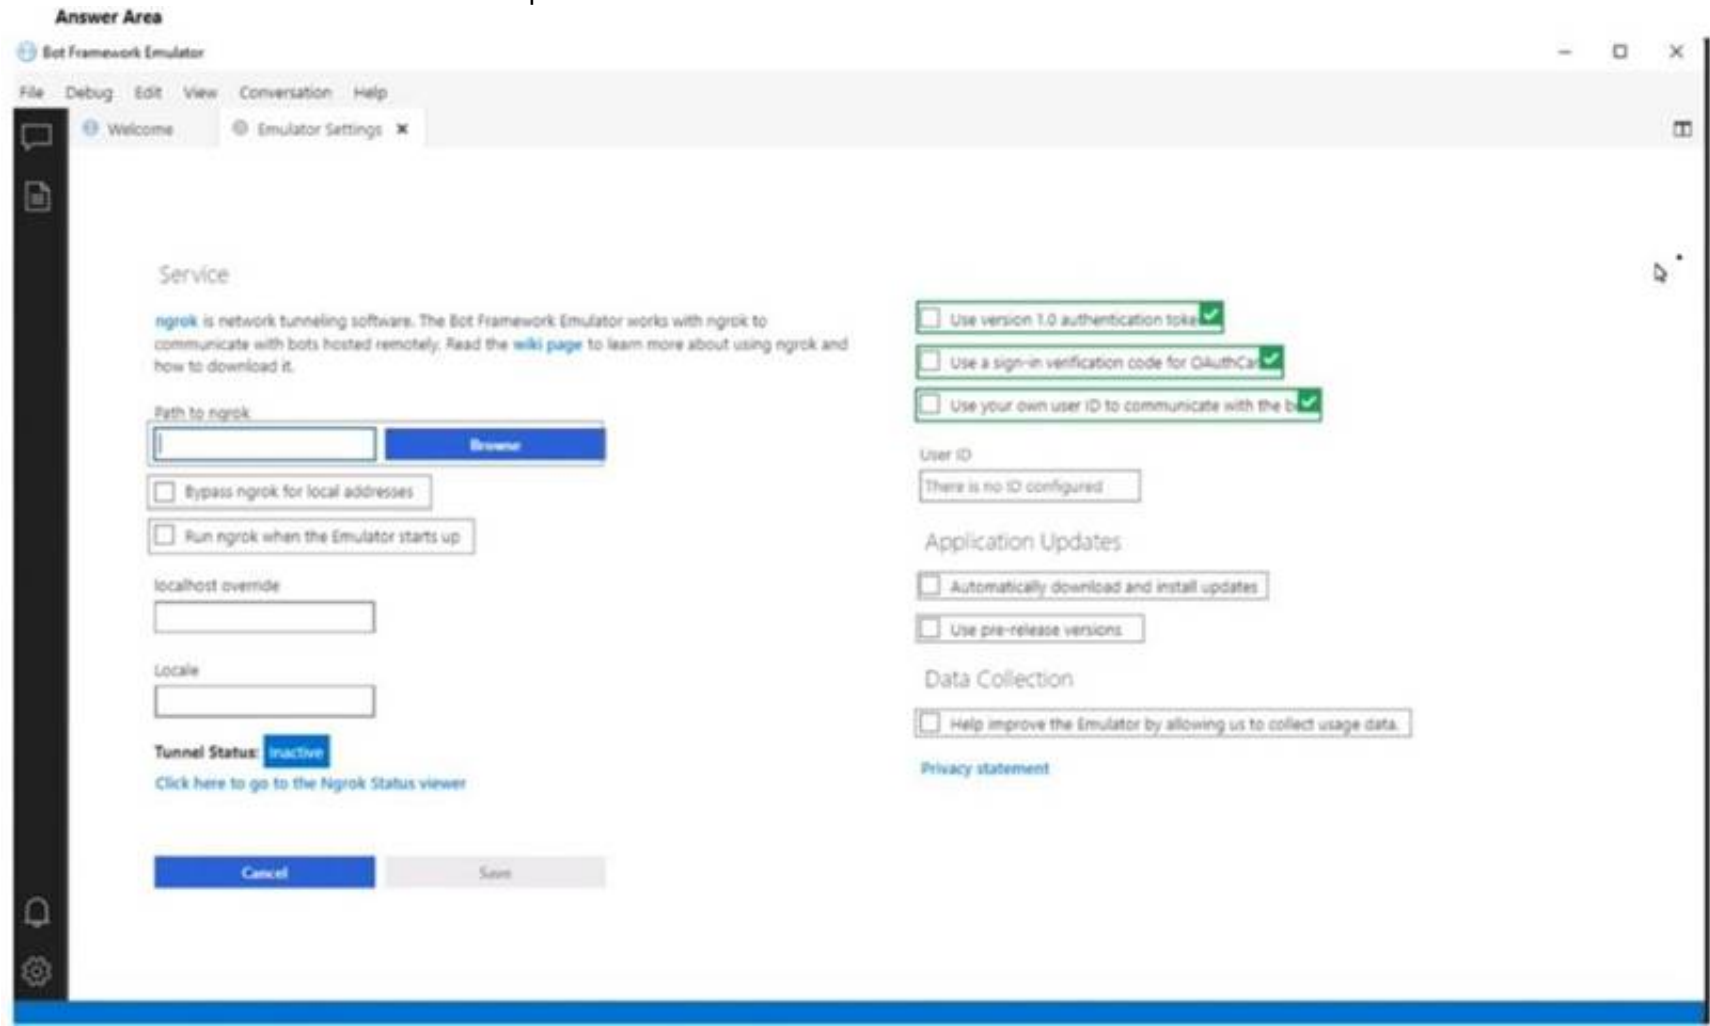 Answer Area
Bot Framework Emulator
File Debug Edit View Conversation Help
Welcome Emulator Settings
Service
ngrok is network tunneling software. The Bot Framework Emulator works with ngrok to
communicate with bots hosted remotely. Read the wiki page to learn more about using ngrok and
how to download it.
Path to ngrok
Browse
Bypass ngrok for local addresses
Run ngrok when the Emulator starts up
localhost override
Locale
Tunnel Status: Inactive
Click here to go to the Ngrok Status viewer
Cancel Save
Use version 1.0 authentication
Use a sign-in verification code for
Use your own user ID to communicate with the
User ID
There is no ID configured
Application Updates
Automatically download and install updates
Use pre-release versions
Data Collection
Help improve the Emulator by allowing us to collect usage data.
Privacy statement